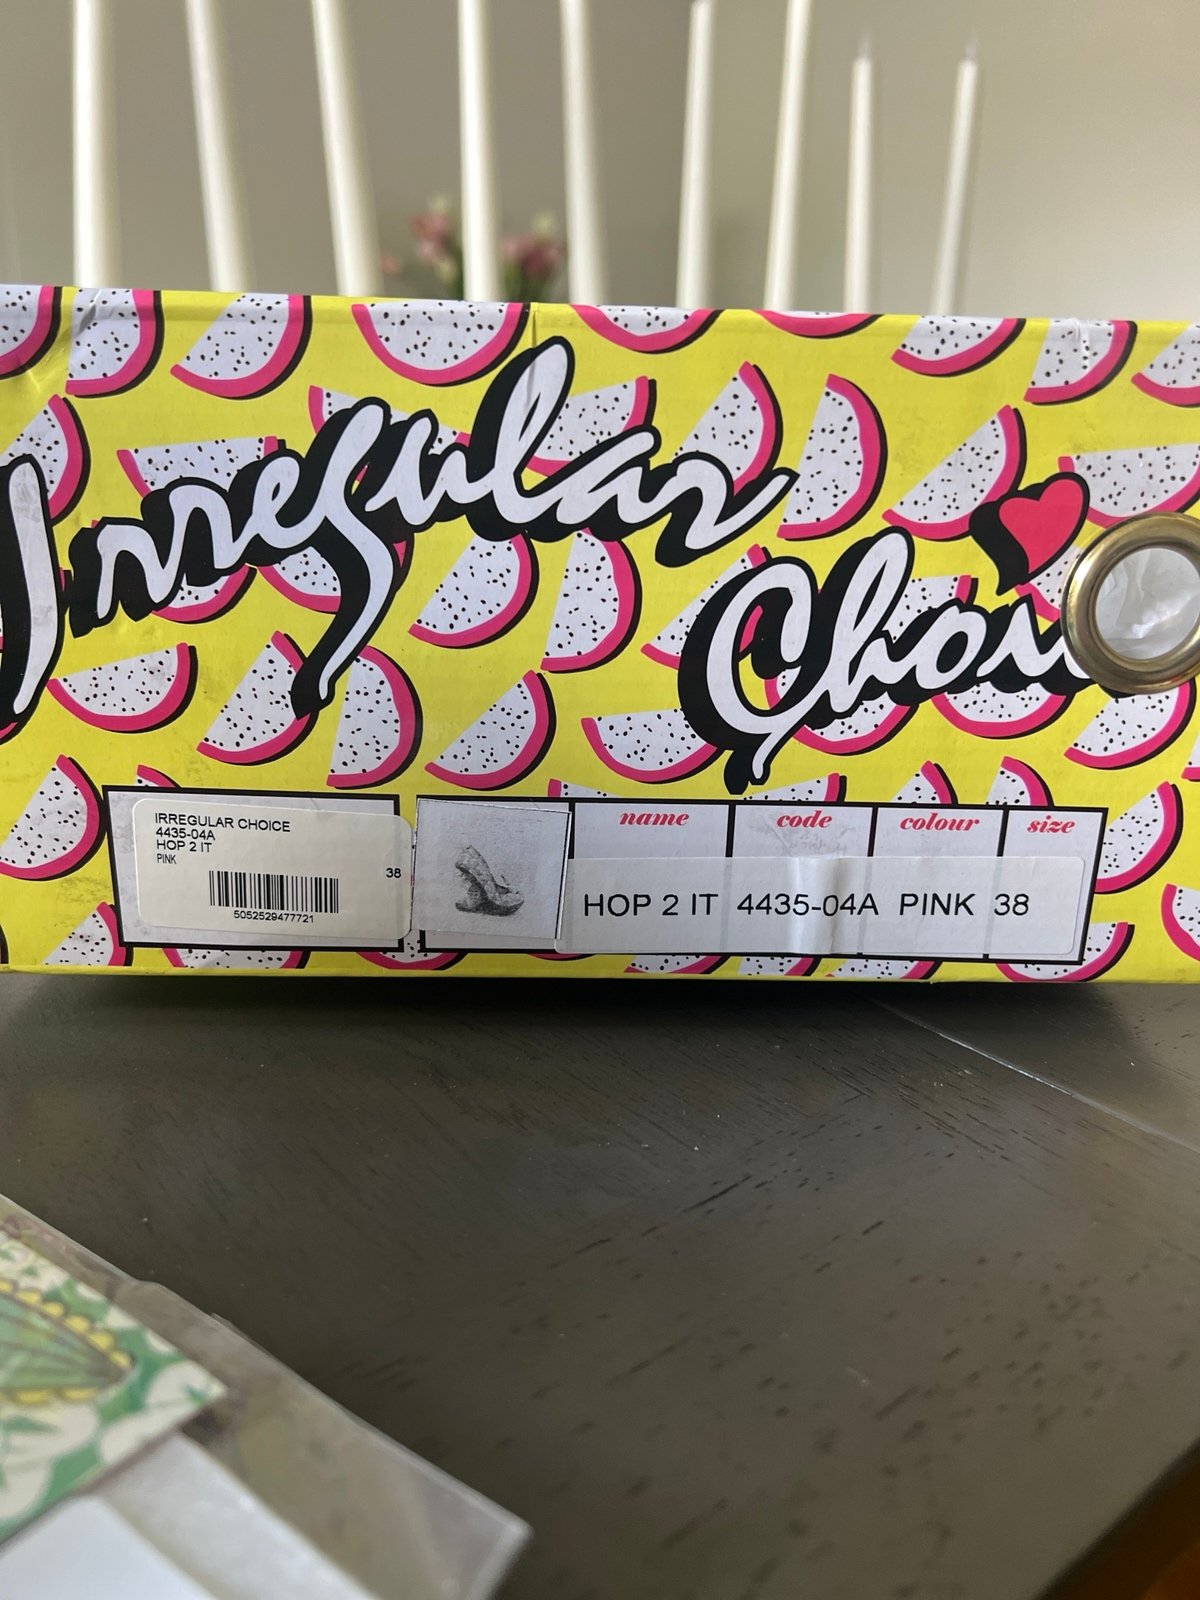 Irregular
Choi
IRREGULAR CHOICE
4435-04A
HOP 2 IT
PINK
38
5052529477721
name code colour size
HOP 2 IT 4435-04A PINK 38